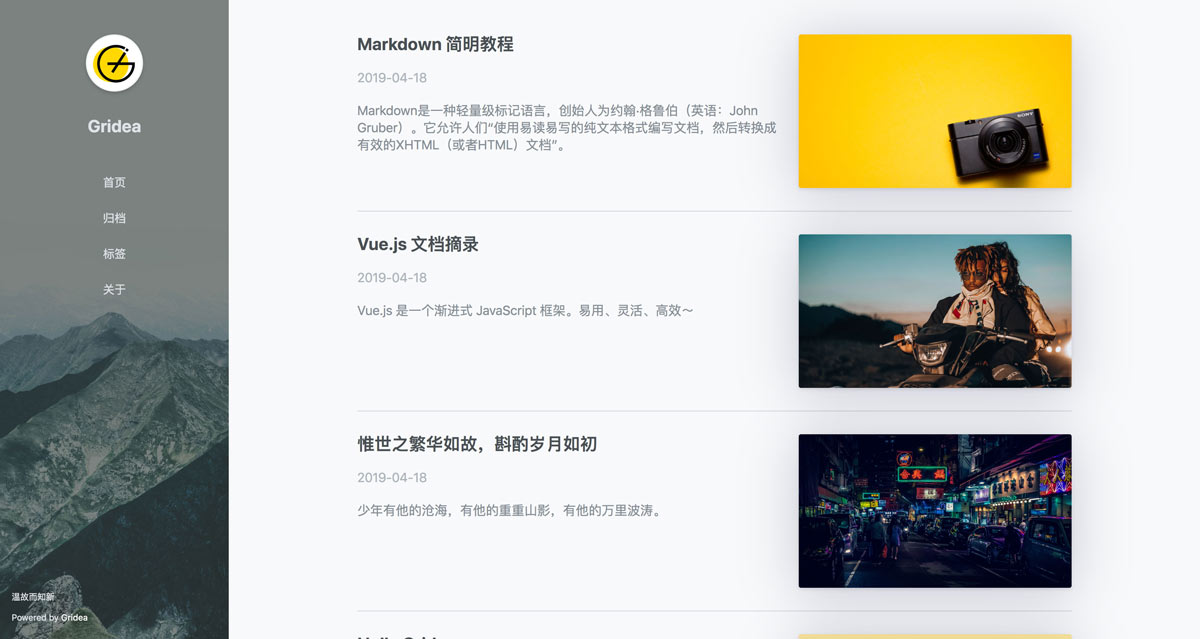 Gridea
首页
归档
标签
关于
温故而知新
Powered by Gridea
Markdown 简明教程
2019-04-18
Markdown是一种轻量级标记语言，创始人为约翰·格鲁伯（英语：John
Gruber）。它允许人们“使用易读易写的纯文本格式编写文档，然后转换成
有效的XHTML（或者HTML）文档”。
SONY
Vue.js 文档摘录
2019-04-18
Vue.js 是一个渐进式 JavaScript 框架。易用、灵活、高效～
惟世之繁华如故，斟酌岁月如初
2019-04-18
少年有他的沧海，有他的重重山影，有他的万里波涛。